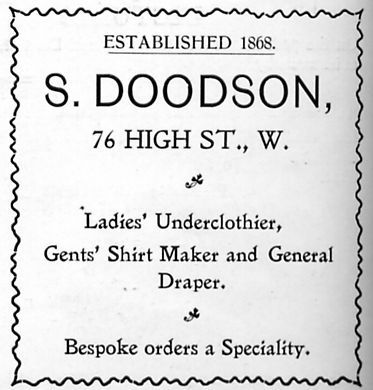 ESTABLISHED 1868.
S. DOODSON,
76 HIGH ST., W.
Ladies' Underclothier,
Gents' Shirt Maker and General
Draper.
Bespoke orders a Speciality.